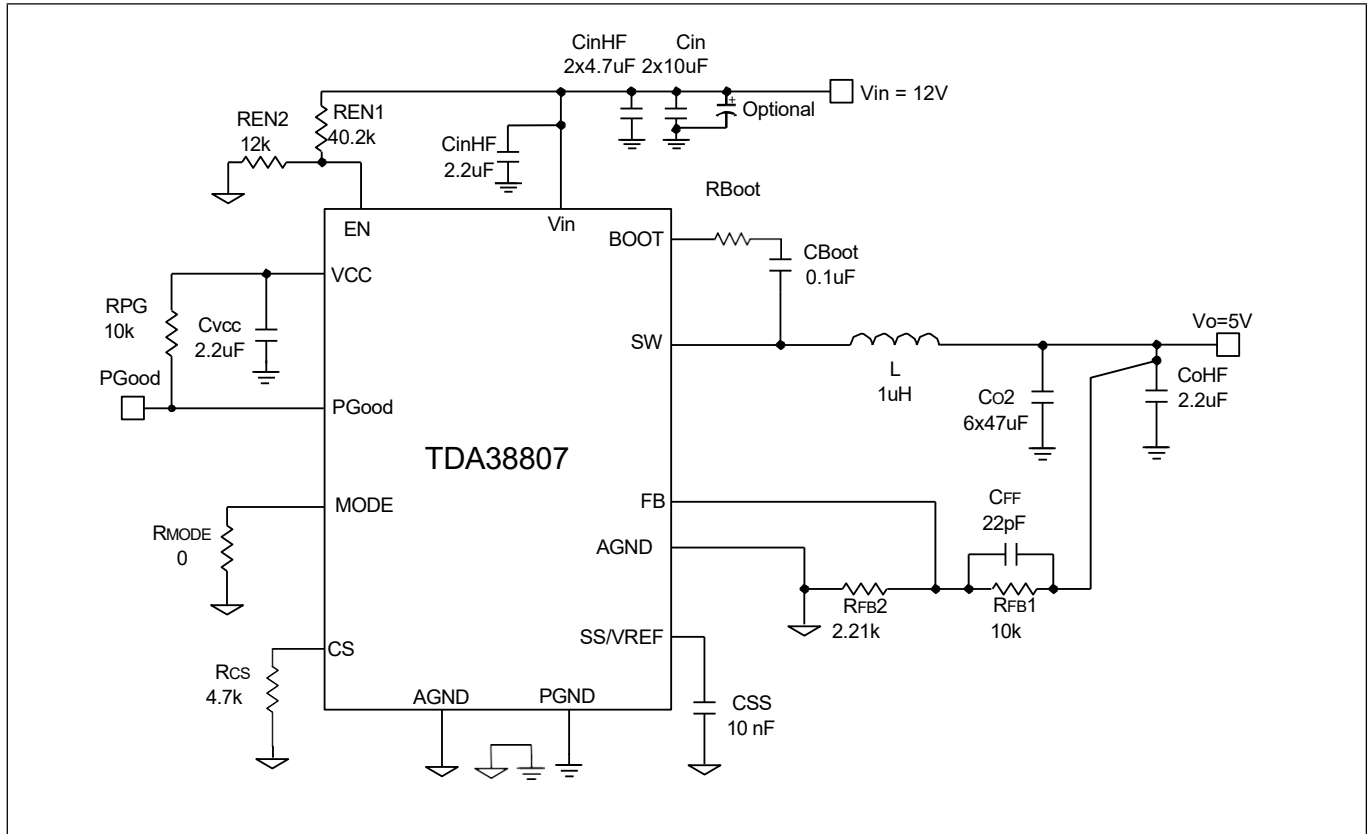 CinHF
2x4.7uF
Cin
2x10uF
Vin = 12V
Optional
REN2
12k
REN1
40.2k
CinHF
2.2uF
RBoot
EN
Vin
BOOT
CBoot
0.1uF
VCC
RPG
10k
Cvcc
2.2uF
SW
L
1uH
Vo=5V
CoHF
2.2uF
CO2
6x47uF
PGood
PGood
TDA38807
MODE
RMODE
0
FB
AGND
CFF
22pF
RFB2
2.21k
RFB1
10k
SS/VREF
CS
RCS
4.7k
AGND
PGND
CSS
10 nF